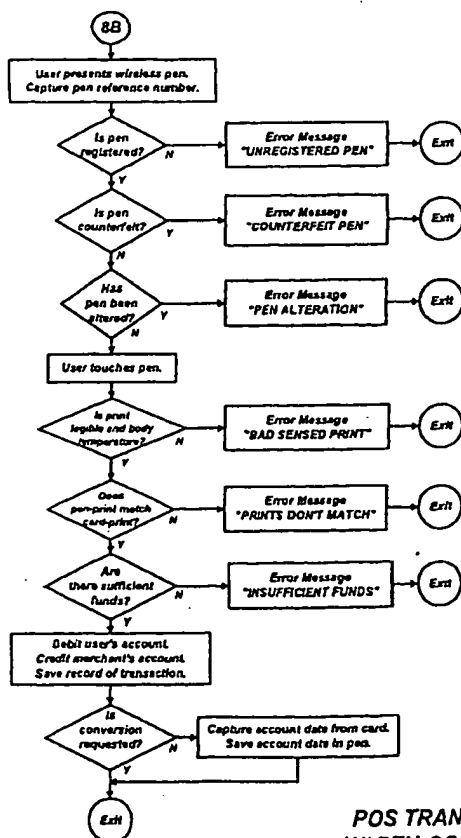 8B
User presents wireless pen.
Capture pen reference number.
Is pen
registered?
N
Error Message
"UNREGISTERED PEN"
Exit
Y
Is pen
counterfeit?
Y
Error Message
"COUNTERFEIT PEN"
Exit
N
Has
pen been
altered?
Y
Error Message
"PEN ALTERATION"
Exit
N
User touches pen.
Is print
legible and body
temperature?
N
Error Message
"BAD SENSED PRINT"
Exit
Y
Does
pen-print match
card-print?
N
Error Message
"PRINTS DON'T MATCH"
Exit
Y
Are
there sufficient
funds?
N
Error Message
"INSUFFICIENT FUNDS"
Exit
Y
Debit user's account.
Credit merchant's account.
Save record of transaction.
Is
conversion
requested?
N
Capture account date from card.
Save account date in pen.
Y
Exit
POS TRAN